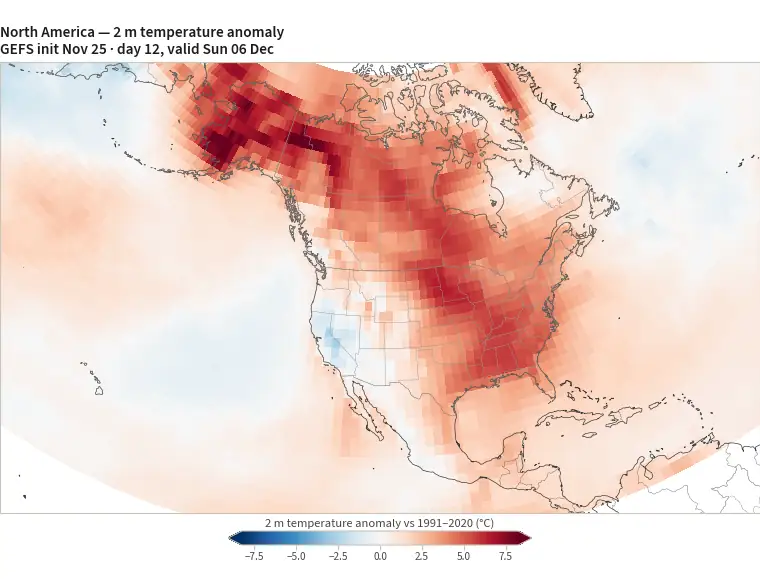 North America — 2 m temperature anomaly
GEFS init Nov 25 · day 12, valid Sun 06 Dec
2 m temperature anomaly vs 1991–2020 (°C)
−7.5 −5.0 −2.5 0.0 2.5 5.0 7.5